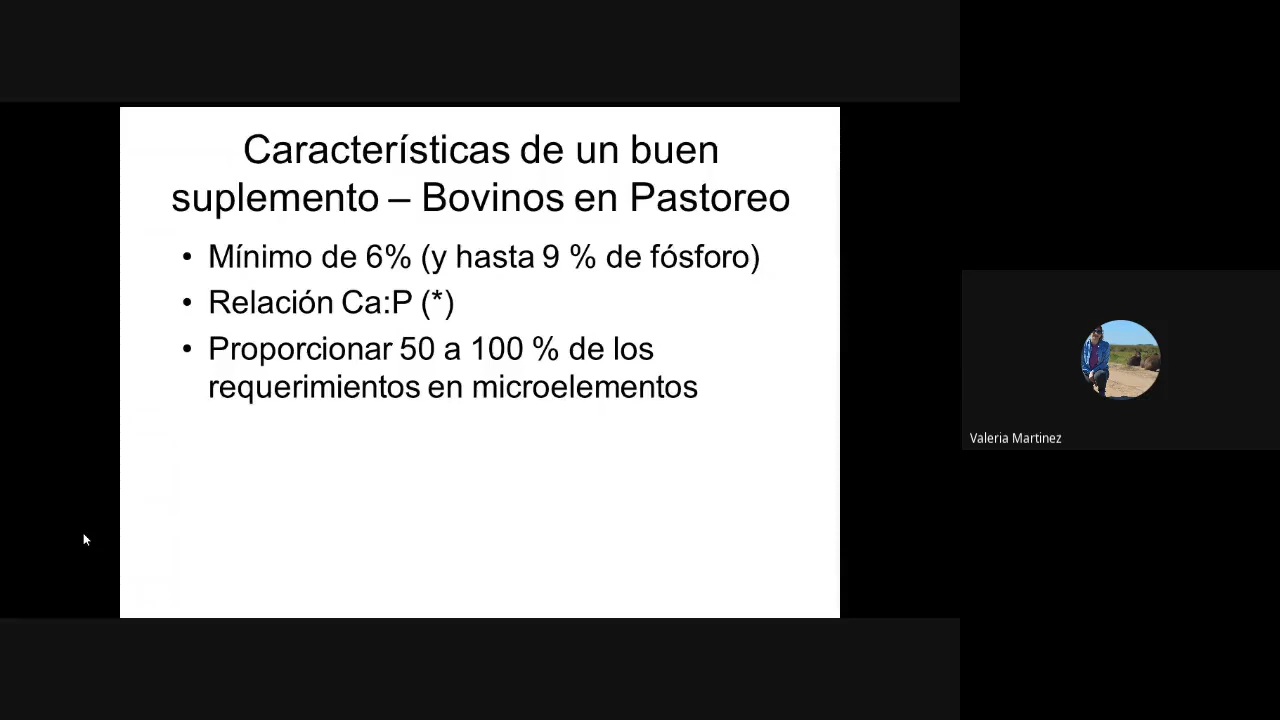 Características de un buen
suplemento – Bovinos en Pastoreo
• Mínimo de 6% (y hasta 9 % de fósforo)
• Relación Ca:P (*)
• Proporcionar 50 a 100 % de los
requerimientos en microelementos
Valeria Martinez